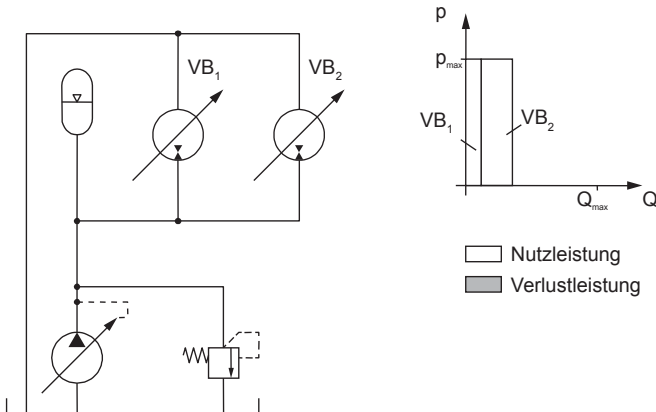 p
VB₁
VB₂
pₘₐₓ
VB₁
VB₂
Qₘₐₓ
Q
Nutzleistung
Verlustleistung